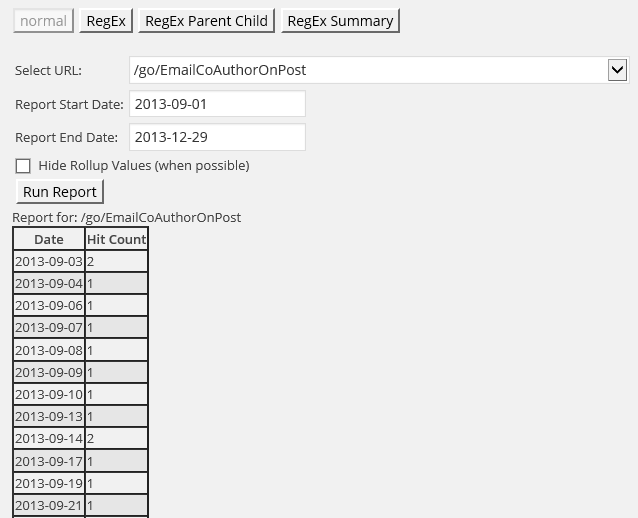 normal RegEx RegEx Parent Child RegEx Summary
Select URL: /go/EmailCoAuthorOnPost
Report Start Date: 2013-09-01
Report End Date: 2013-12-29
Hide Rollup Values (when possible)
Run Report
Report for: /go/EmailCoAuthorOnPost
Date Hit Count
2013-09-03 2
2013-09-04 1
2013-09-06 1
2013-09-07 1
2013-09-08 1
2013-09-09 1
2013-09-10 1
2013-09-13 1
2013-09-14 2
2013-09-17 1
2013-09-19 1
2013-09-21 1